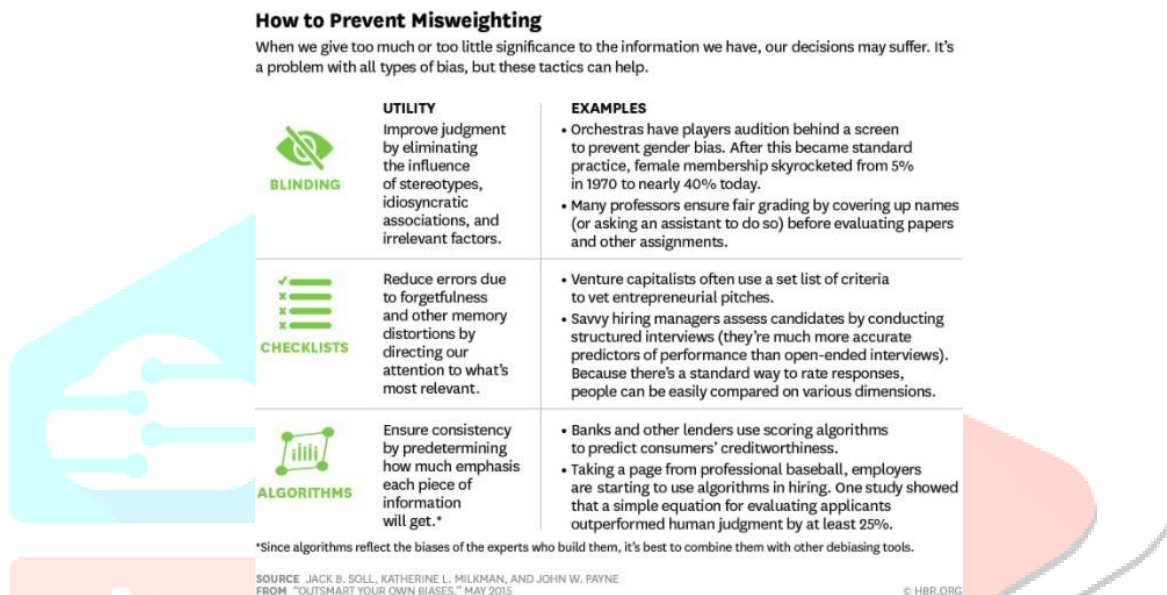 How to Prevent Misweighting
When we give too much or too little significance to the information we have, our decisions may suffer. It's
a problem with all types of bias, but these tactics can help.
BLINDING
UTILITY
Improve judgment
by eliminating
the influence
of stereotypes,
idiosyncratic
associations, and
irrelevant factors.
EXAMPLES
• Orchestras have players audition behind a screen
to prevent gender bias. After this became standard
practice, female membership skyrocketed from 5%
in 1970 to nearly 40% today.
• Many professors ensure fair grading by covering up names
(or asking an assistant to do so) before evaluating papers
and other assignments.
CHECKLISTS
Reduce errors due
to forgetfulness
and other memory
distortions by
directing our
attention to what's
most relevant.
• Venture capitalists often use a set list of criteria
to vet entrepreneurial pitches.
• Savvy hiring managers assess candidates by conducting
structured interviews (they're much more accurate
predictors of performance than open-ended interviews).
Because there's a standard way to rate responses,
people can be easily compared on various dimensions.
ALGORITHMS
Ensure consistency
by predetermining
how much emphasis
each piece of
information
will get.*
• Banks and other lenders use scoring algorithms
to predict consumers' creditworthiness.
• Taking a page from professional baseball, employers
are starting to use algorithms in hiring. One study showed
that a simple equation for evaluating applicants
outperformed human judgment by at least 25%.
*Since algorithms reflect the biases of the experts who build them, it's best to combine them with other debiasing tools.
SOURCE JACK B. SOLL, KATHERINE L. MILKMAN, AND JOHN W. PAYNE
FROM "OUTSMART YOUR OWN BIASES," MAY 2015
© HBR.ORG